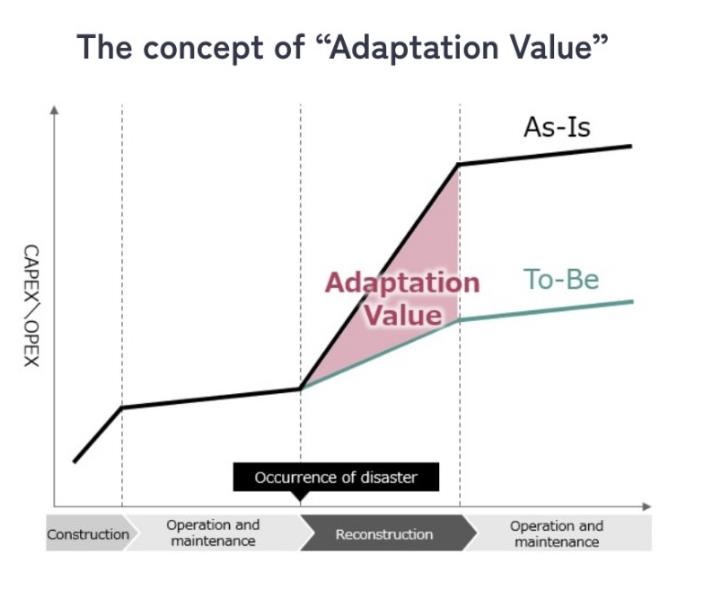 The concept of “Adaptation Value”
As-Is
Adaptation
Value
To-Be
CAPEX\OPEX
Occurrence of disaster
Construction
Operation and
maintenance
Reconstruction
Operation and
maintenance